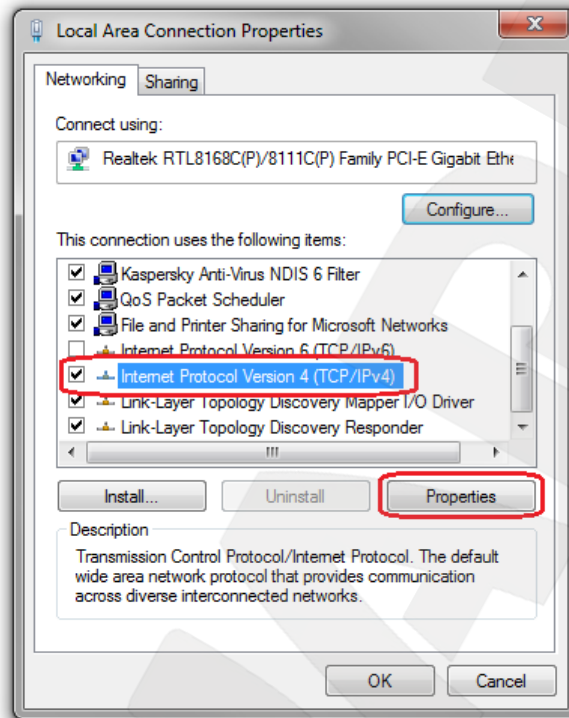 Local Area Connection Properties
Networking
Sharing
Connect using:
Realtek RTL8168C(P)/8111C(P) Family PCI-E Gigabit Ethe
Configure...
This connection uses the following items:
Kaspersky Anti-Virus NDIS 6 Filter
QoS Packet Scheduler
File and Printer Sharing for Microsoft Networks
Internet Protocol Version 6 (TCP/IPv6)
Internet Protocol Version 4 (TCP/IPv4)
Link-Layer Topology Discovery Mapper I/O Driver
Link-Layer Topology Discovery Responder
Install...
Uninstall
Properties
Description
Transmission Control Protocol/Internet Protocol. The default
wide area network protocol that provides communication
across diverse interconnected networks.
OK
Cancel